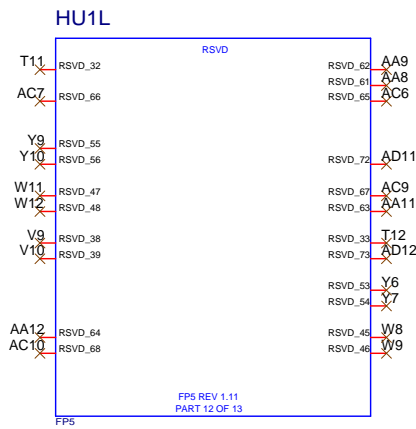 HU1L
RSVD
T11 RSVD_32 RSVD_62 AA9
RSVD_61 AA8
AC7 RSVD_66 RSVD_65 AC6
Y9 RSVD_55
Y10 RSVD_56 RSVD_72 AD11
W11 RSVD_47 RSVD_67 AC9
W12 RSVD_48 RSVD_63 AA11
V9 RSVD_38 RSVD_33 T12
V10 RSVD_39 RSVD_73 AD12
RSVD_53 Y6
RSVD_54 Y7
AA12 RSVD_64 RSVD_45 W8
AC10 RSVD_68 RSVD_46 W9
FP5 REV 1.11
PART 12 OF 13
FP5